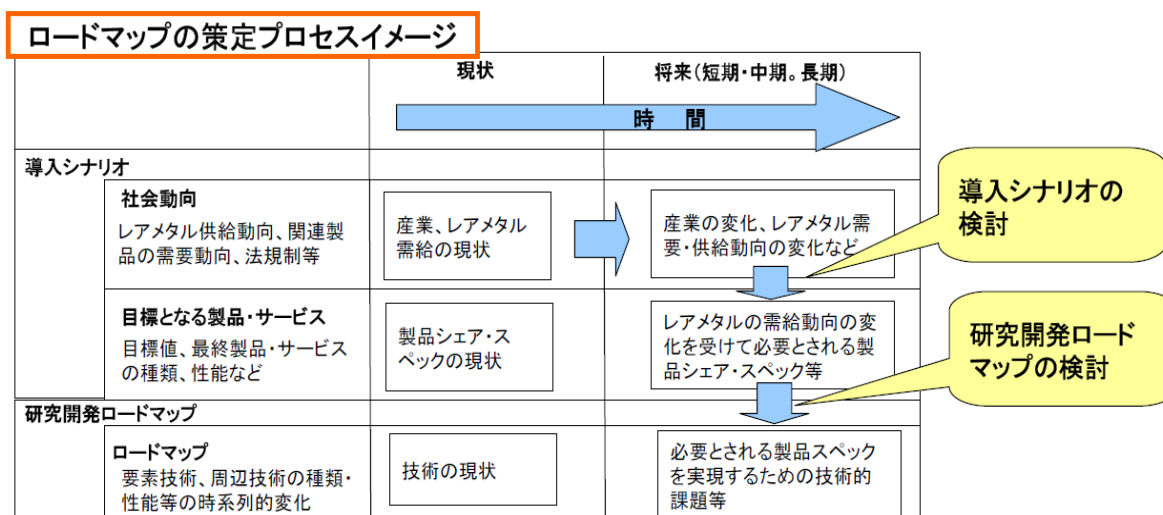 ロードマップの策定プロセスイメージ
現状
将来(短期・中期。長期)
時　間
導入シナリオ
社会動向
レアメタル供給動向、関連製
品の需要動向、法規制等
産業、レアメタル
需給の現状
産業の変化、レアメタル需
要・供給動向の変化など
導入シナリオの
検討
目標となる製品・サービス
目標値、最終製品・サービス
の種類、性能など
製品シェア・ス
ペックの現状
レアメタルの需給動向の変
化を受けて必要とされる製
品シェア・スペック等
研究開発ロード
マップの検討
研究開発ロードマップ
ロードマップ
要素技術、周辺技術の種類・
性能等の時系列的変化
技術の現状
必要とされる製品スペック
を実現するための技術的
課題等